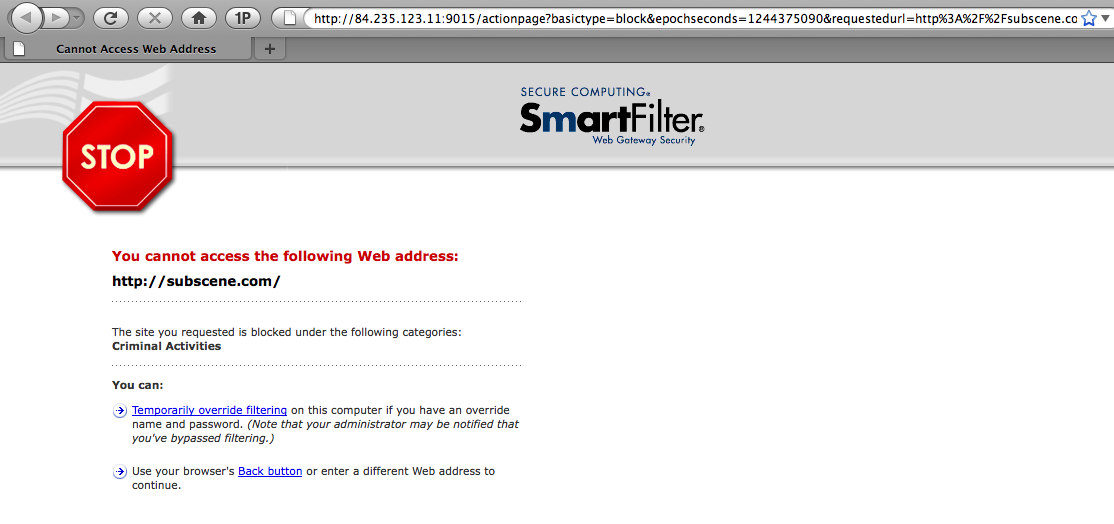 1P
http://84.235.123.11:9015/actionpage?basictype=block&epochseconds=1244375090&requestedurl=http%3A%2F%2Fsubscene.co
Cannot Access Web Address
+
SECURE COMPUTING®
SmartFilter®
Web Gateway Security
STOP
You cannot access the following Web address:
http://subscene.com/
The site you requested is blocked under the following categories:
Criminal Activities
You can:
Temporarily override filtering on this computer if you have an override
name and password. (Note that your administrator may be notified that
you've bypassed filtering.)
Use your browser's Back button or enter a different Web address to
continue.